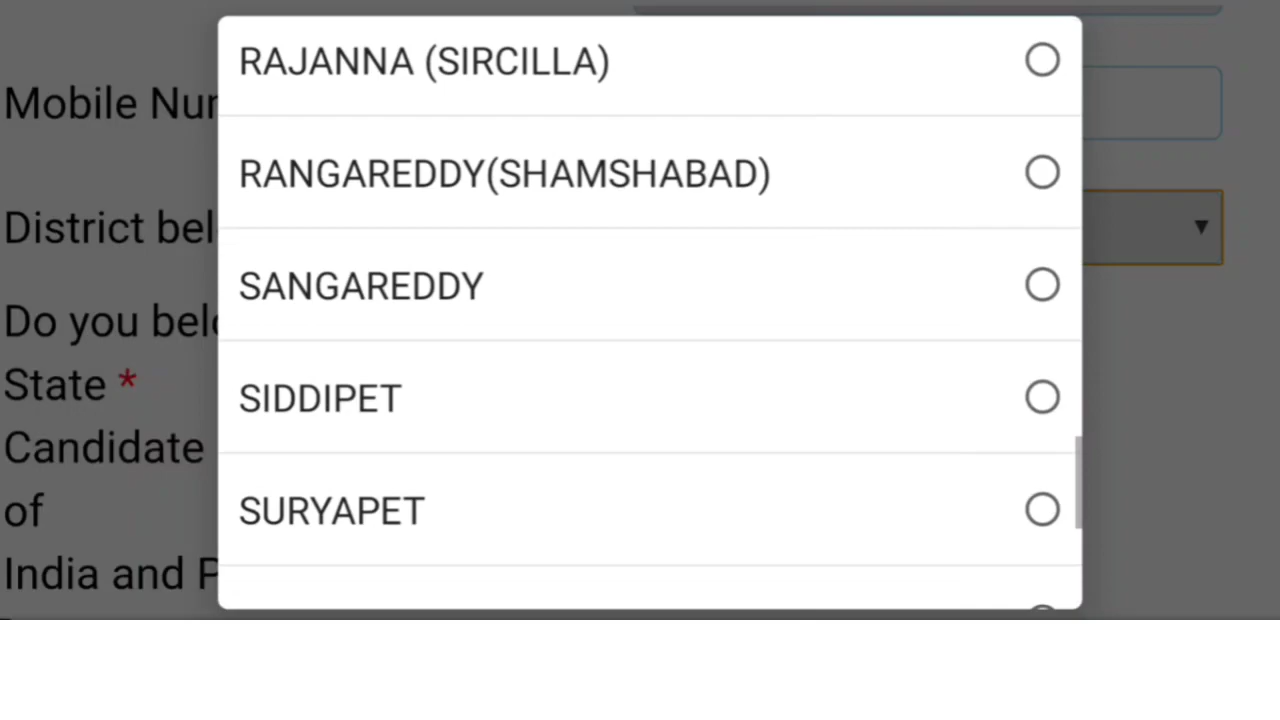 RAJANNA (SIRCILLA)
Mobile Nu
RANGAREDDY(SHAMSHABAD)
District bel
SANGAREDDY
Do you bel
State *
SIDDIPET
Candidate
of
SURYAPET
India and P